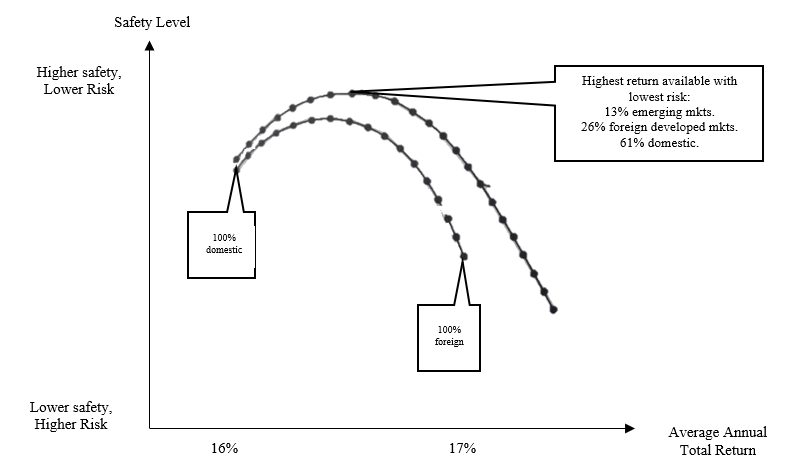 Safety Level
Higher safety,
Lower Risk
Highest return available with
lowest risk:
13% emerging mkts.
26% foreign developed mkts.
61% domestic.
100%
domestic
100%
foreign
Lower safety,
Higher Risk
16%
17%
Average Annual
Total Return